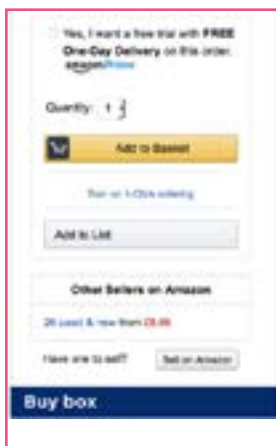 Yes, I want a free trial with FREE
One-Day Delivery on this order.
amazonPrime
Quantity: 1
Add to Basket
Turn on 1-Click ordering
Add to List
Other Sellers on Amazon
used & new from
Have one to sell? Sell on Amazon
Buy box